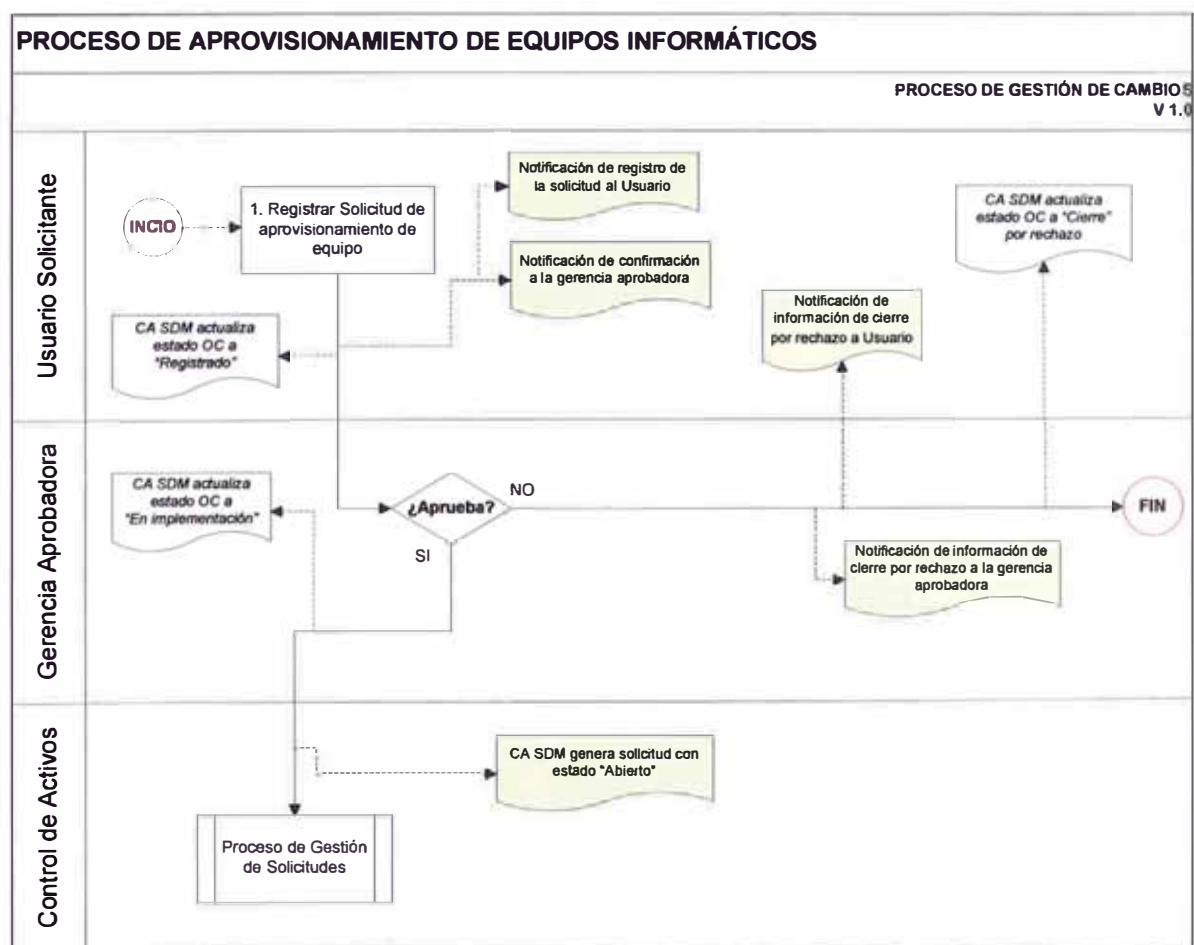 PROCESO DE APROVISIONAMIENTO DE EQUIPOS INFORMÁTICOS
PROCESO DE GESTIÓN DE CAMBIOS
V 1.0
Usuario Solicitante
INCIO
1. Registrar Solicitud de
aprovisionamiento de
equipo
Notificación de registro de
la solicitud al Usuario
Notificación de confirmación
a la gerencia aprobadora
CA SDM actualiza
estado OC a
"Registrado"
Notificación de
información de cierre
por rechazo a Usuario
CA SDM actualiza
estado OC a "Cierre"
por rechazo
Gerencia Aprobadora
CA SDM actualiza
estado OC a
"En implementación"
¿Aprueba?
NO
SI
FIN
Notificación de información de
cierre por rechazo a la gerencia
aprobadora
Control de Activos
CA SDM genera solicitud con
estado "Abierto"
Proceso de Gestión
de Solicitudes